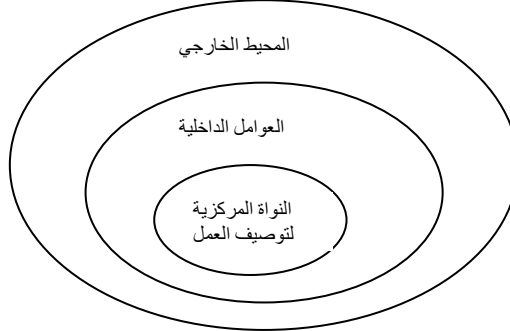 المحيط الخارجي
العوامل الداخلية
النواة المركزية
لتوصيف العمل